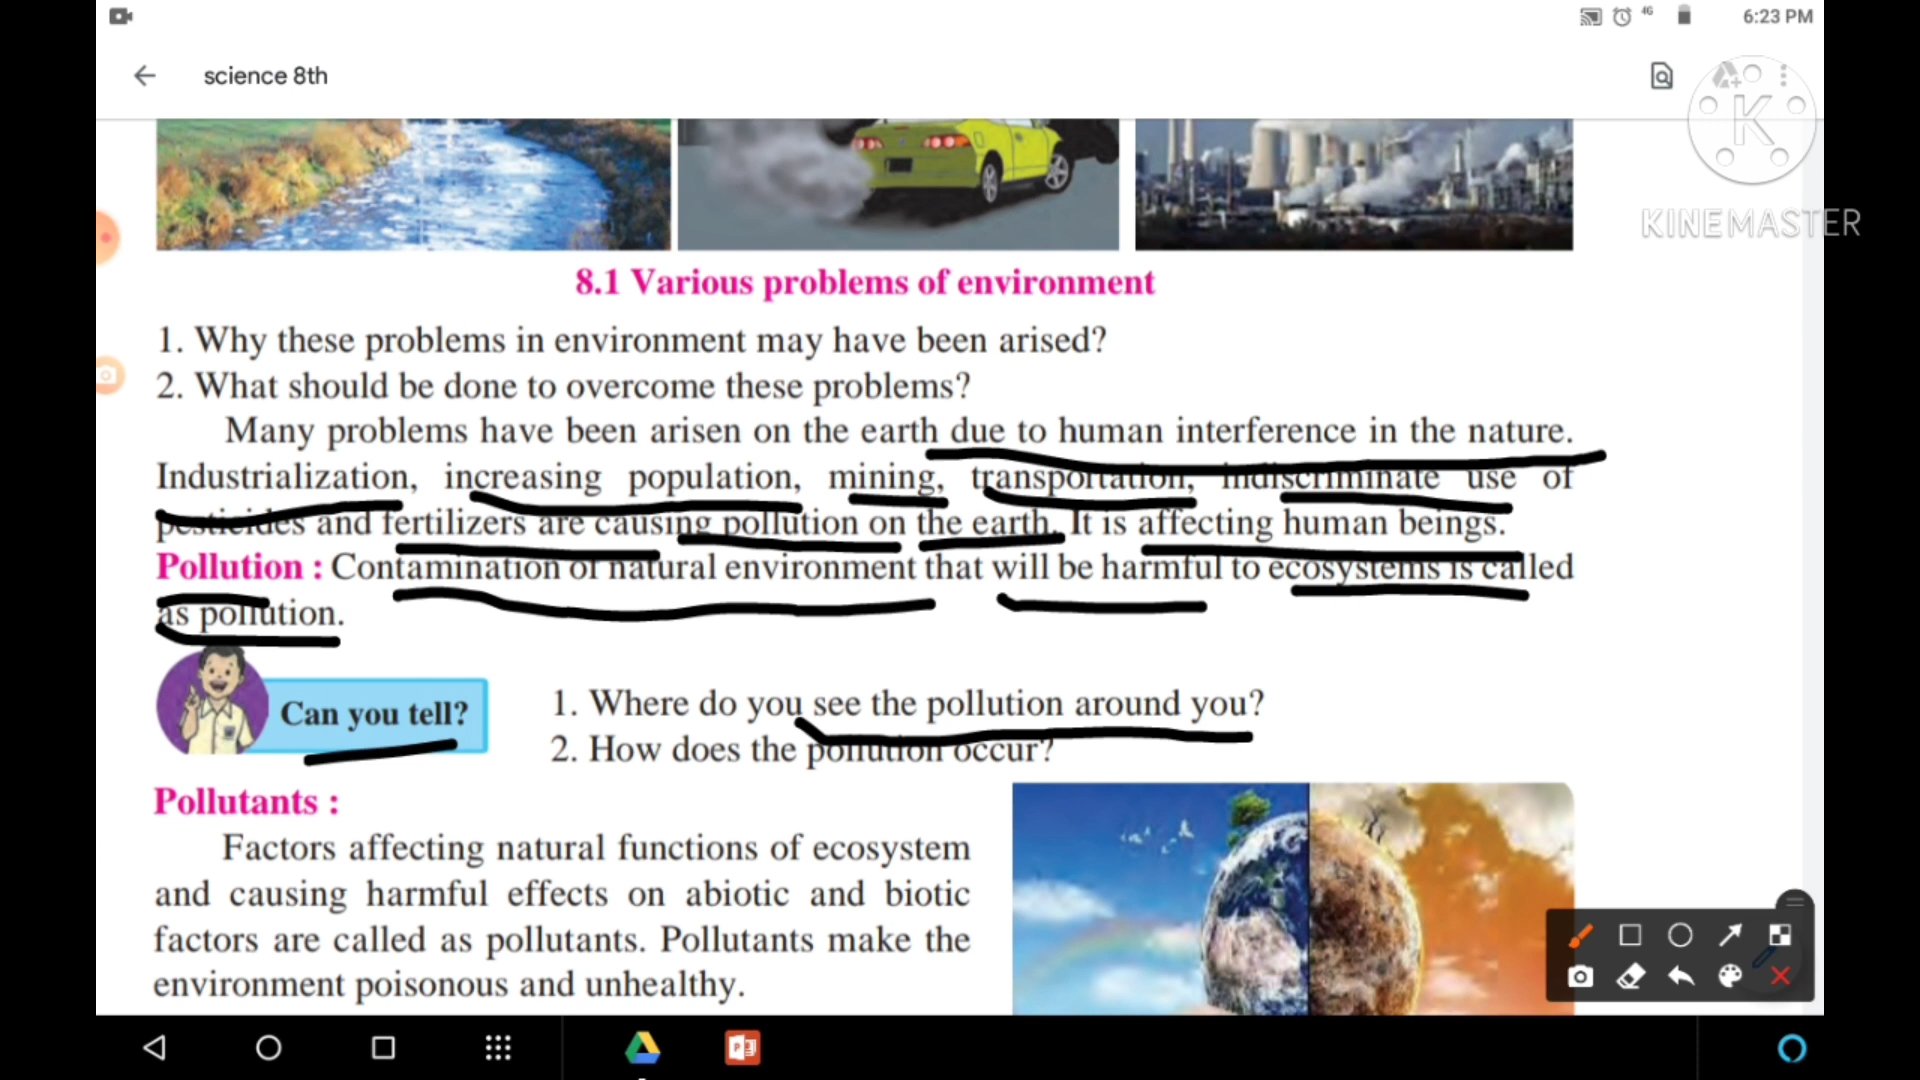 4G
6:23 PM
science 8th
K
KINEMASTER
8.1 Various problems of environment
1. Why these problems in environment may have been arised?
2. What should be done to overcome these problems?
Many problems have been arisen on the earth due to human interference in the nature.
Industrialization, increasing population, mining, transportation, indiscriminate use of
pesticides and fertilizers are causing pollution on the earth. It is affecting human beings.
Pollution : Contamination of natural environment that will be harmful to ecosystems is called
as pollution.
Can you tell?
1. Where do you see the pollution around you?
2. How does the pollution occur?
Pollutants :
Factors affecting natural functions of ecosystem
and causing harmful effects on abiotic and biotic
factors are called as pollutants. Pollutants make the
environment poisonous and unhealthy.